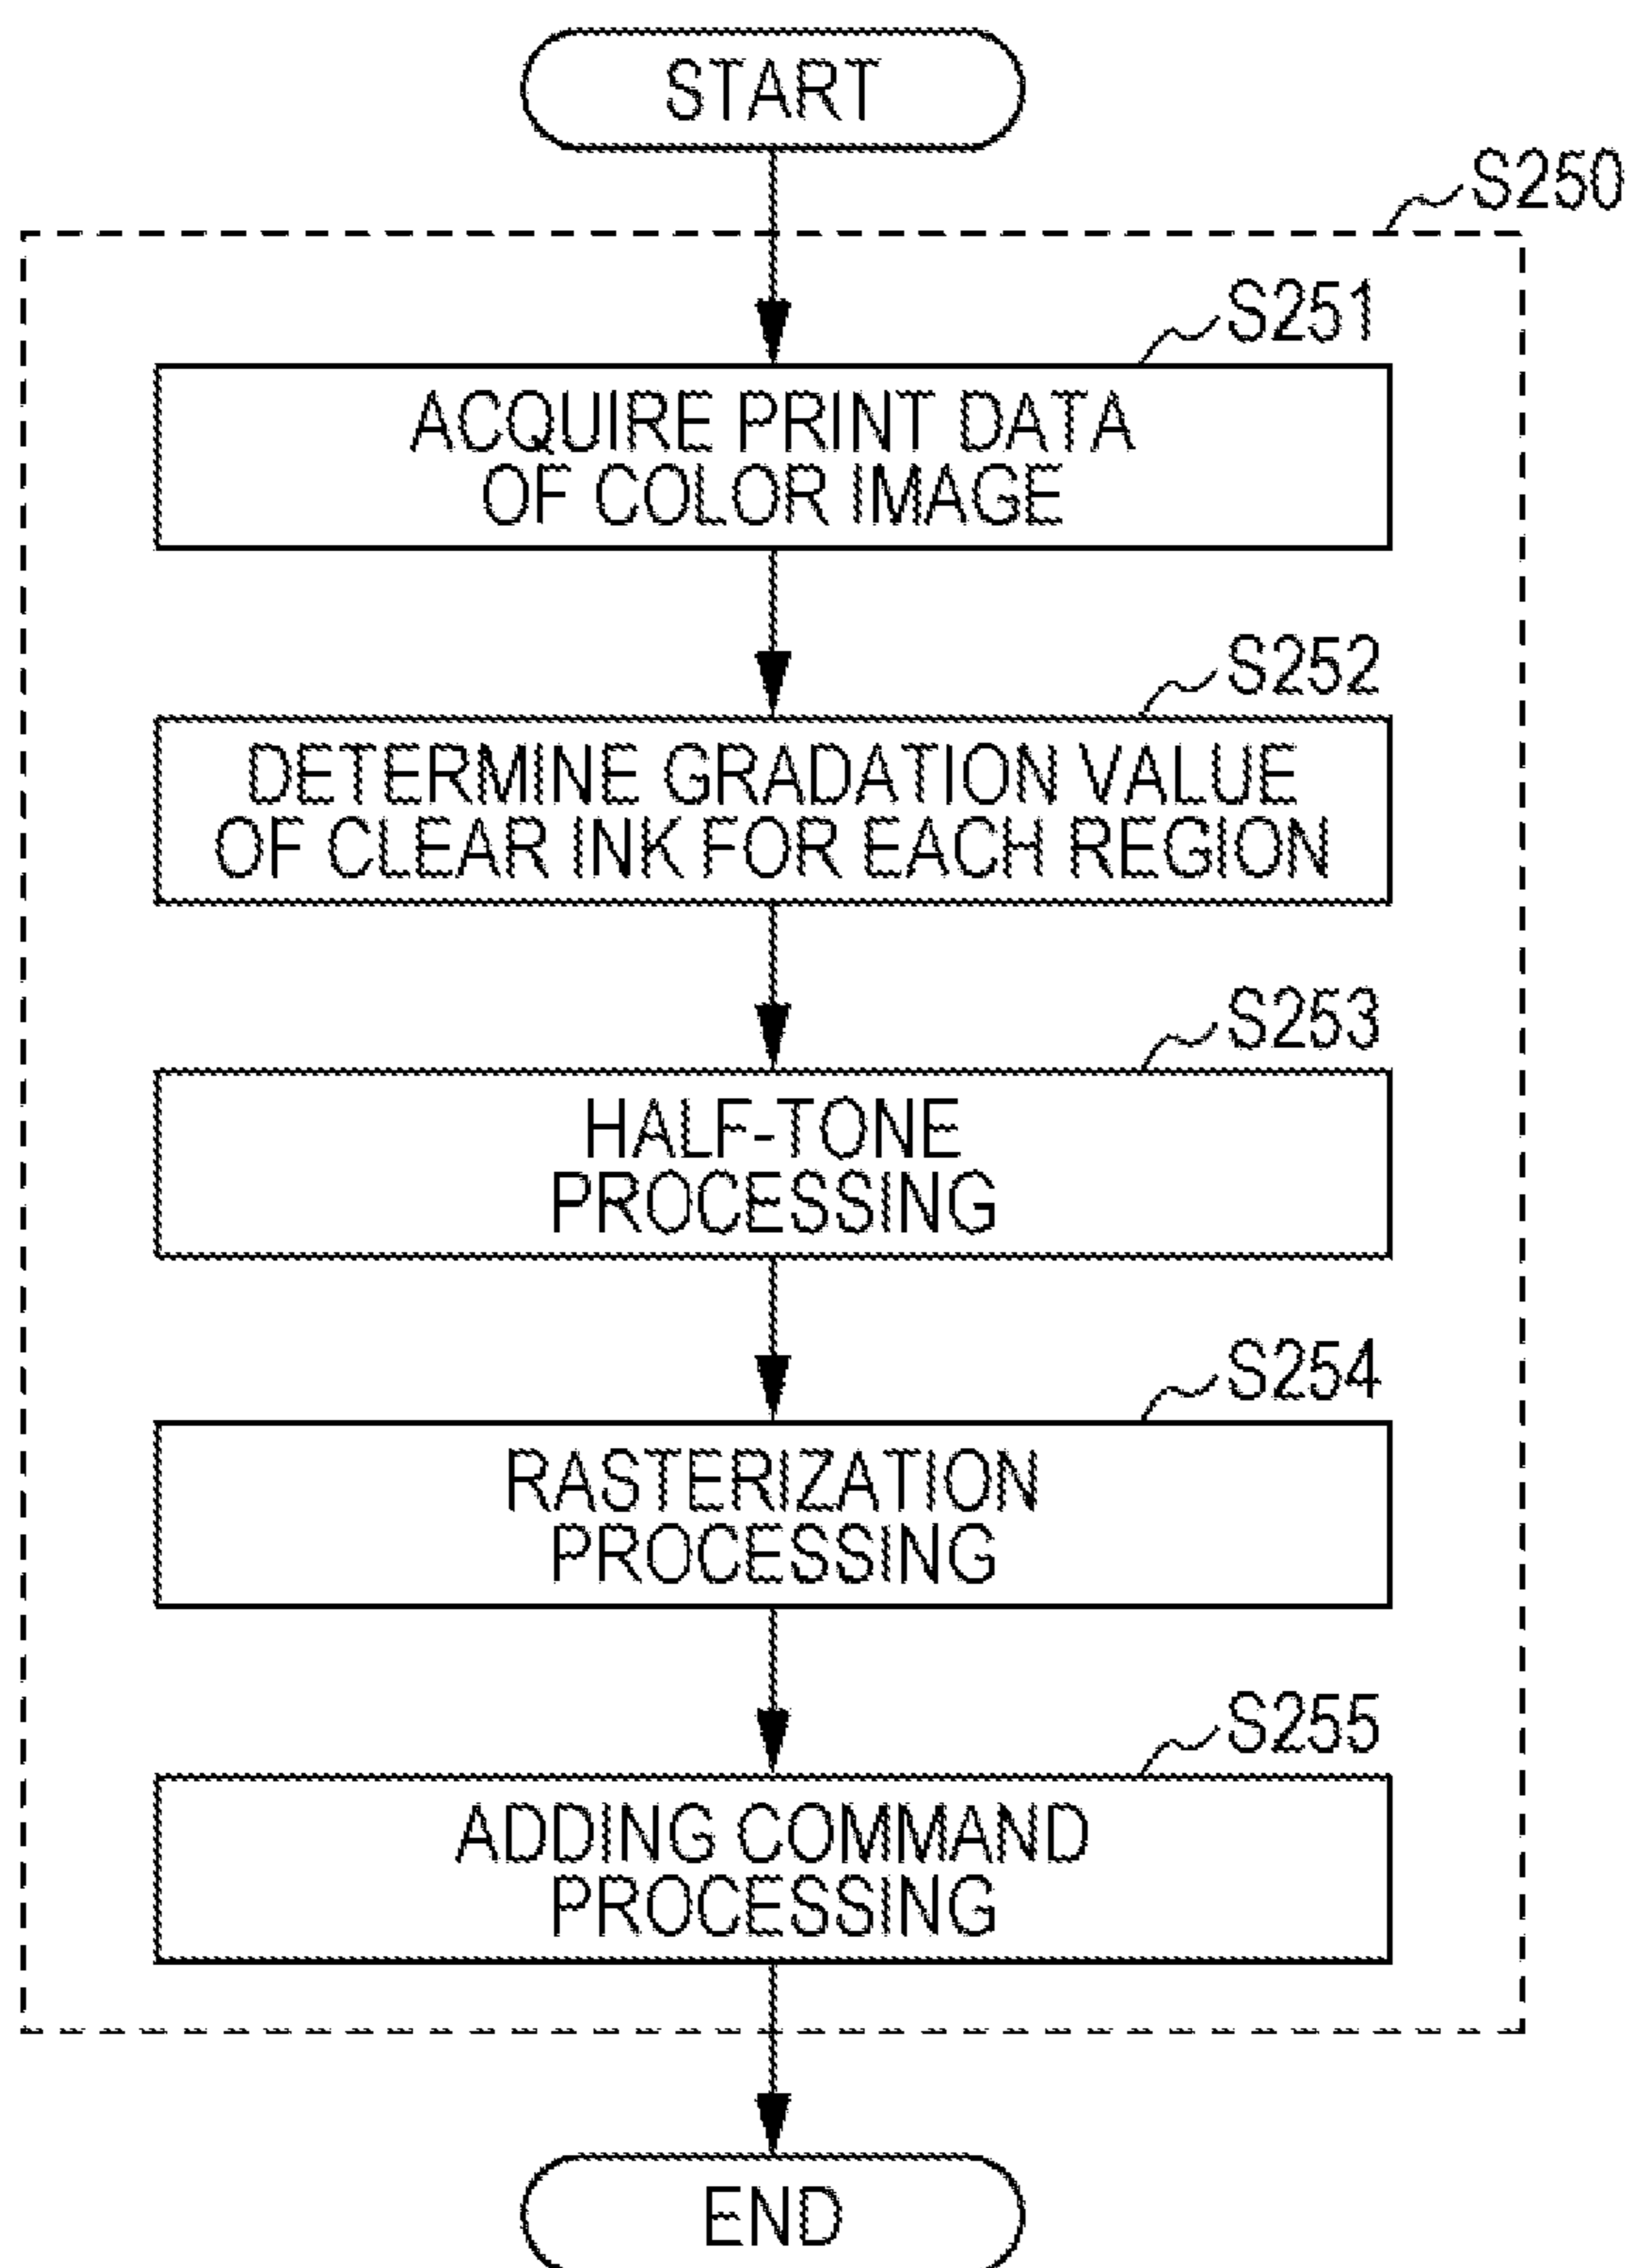 START
S250
S251
ACQUIRE PRINT DATA
OF COLOR IMAGE
S252
DETERMINE GRADATION VALUE
OF CLEAR INK FOR EACH REGION
S253
HALF-TONE
PROCESSING
S254
RASTERIZATION
PROCESSING
S255
ADDING COMMAND
PROCESSING
END